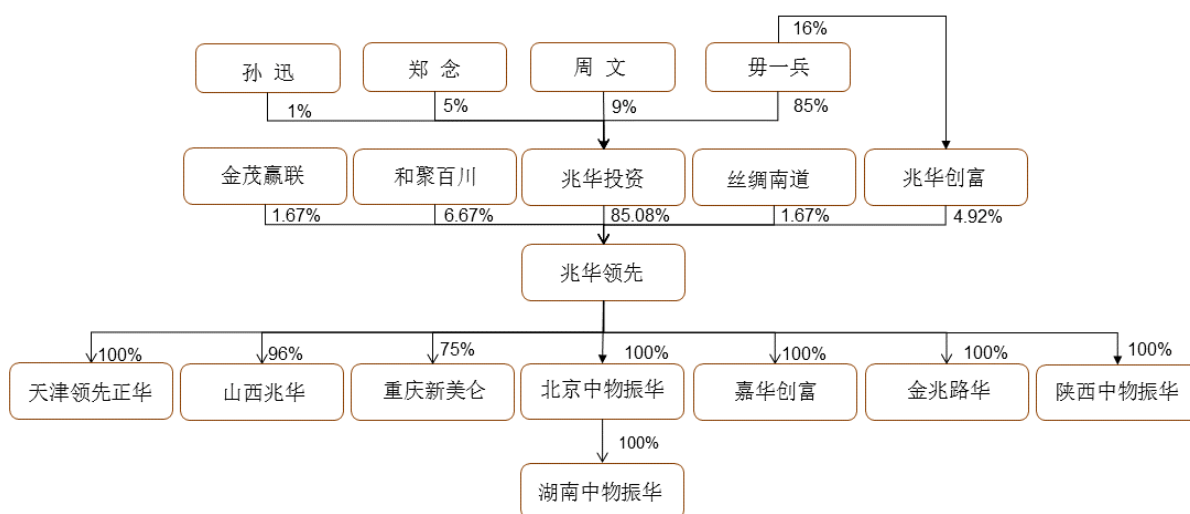 16%
孙 迅
郑 念
周 文
毋一兵
1%
5%
9%
85%
金茂赢联
和聚百川
兆华投资
丝绸南道
兆华创富
1.67%
6.67%
85.08%
1.67%
4.92%
兆华领先
100%
96%
75%
100%
100%
100%
100%
天津领先正华
山西兆华
重庆新美仑
北京中物振华
嘉华创富
金兆路华
陕西中物振华
100%
湖南中物振华